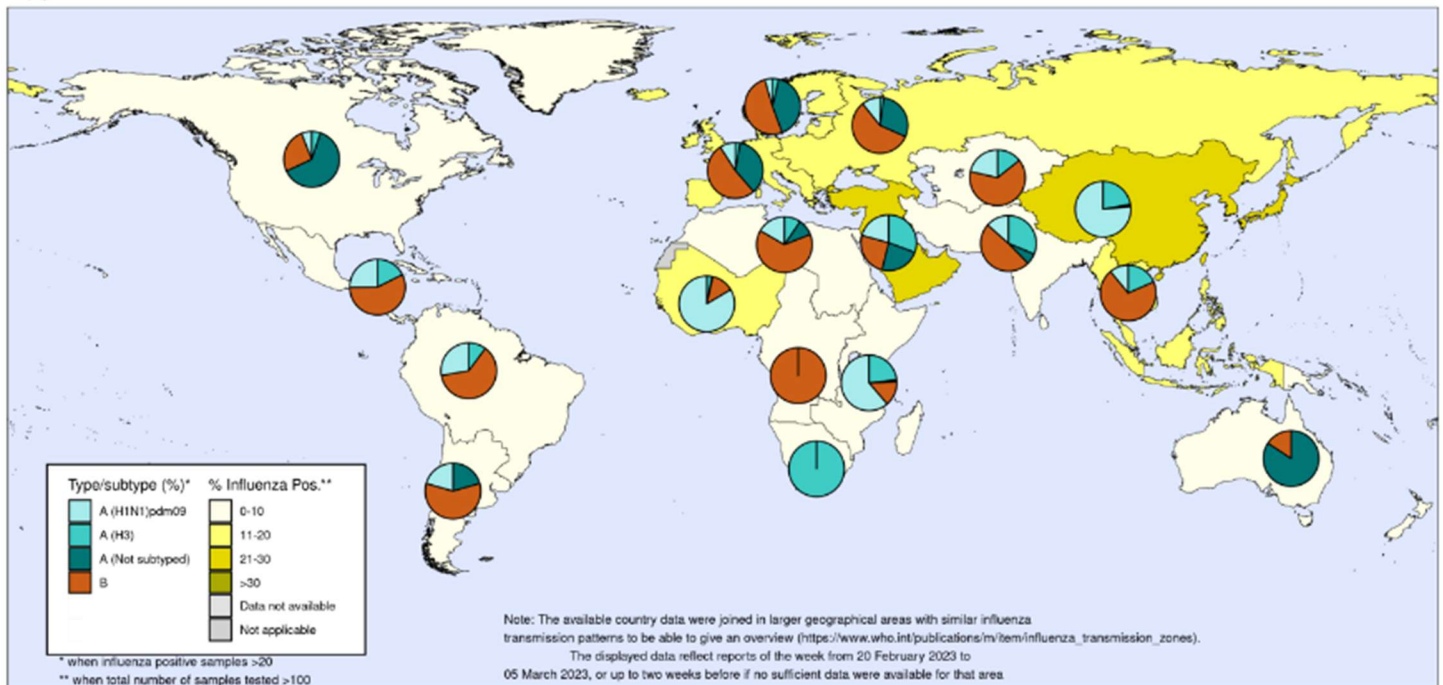 Type/subtype (%)*
A (H1N1)pdm09
A (H3)
A (Not subtyped)
B
% Influenza Pos.**
0-10
11-20
21-30
>30
Data not available
Not applicable
* when influenza positive samples >20
** when total number of samples tested >100
Note: The available country data were joined in larger geographical areas with similar influenza
transmission patterns to be able to give an overview (https://www.who.int/publications/m/item/influenza_transmission_zones).
The displayed data reflect reports of the week from 20 February 2023 to
05 March 2023, or up to two weeks before if no sufficient data were available for that area